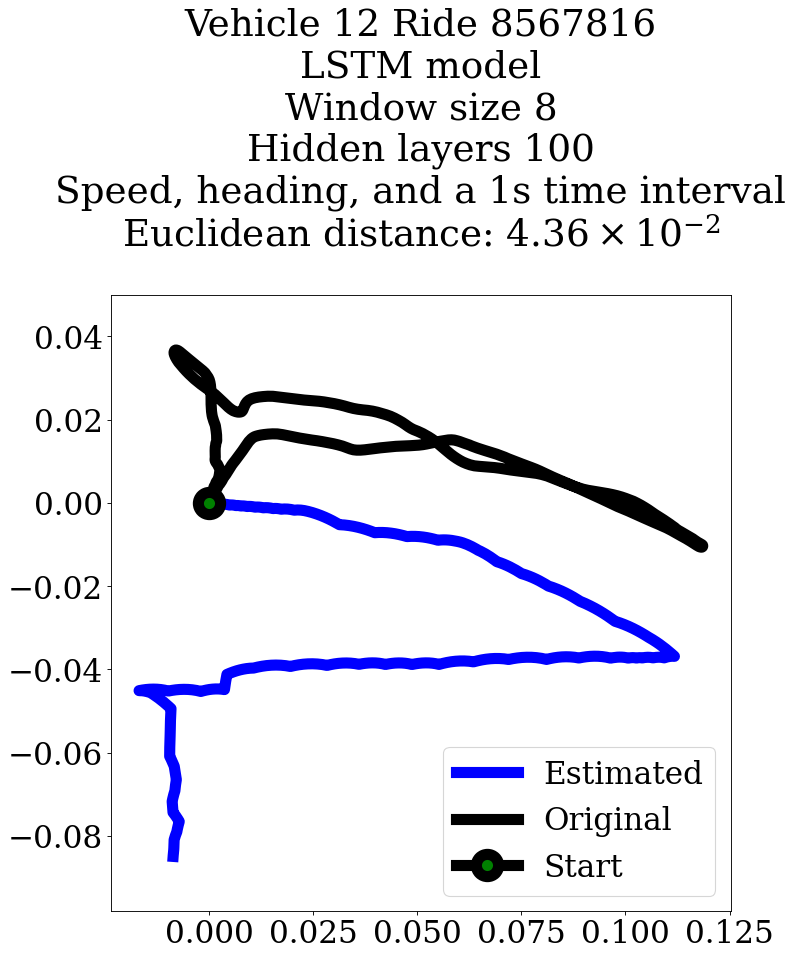 Vehicle 12 Ride 8567816
LSTM model
Window size 8
Hidden layers 100
Speed, heading, and a 1s time interval
Euclidean distance: 4.36 × 10⁻²
0.04
0.02
0.00
−0.02
−0.04
−0.06
−0.08
Estimated
Original
Start
0.000 0.025 0.050 0.075 0.100 0.125